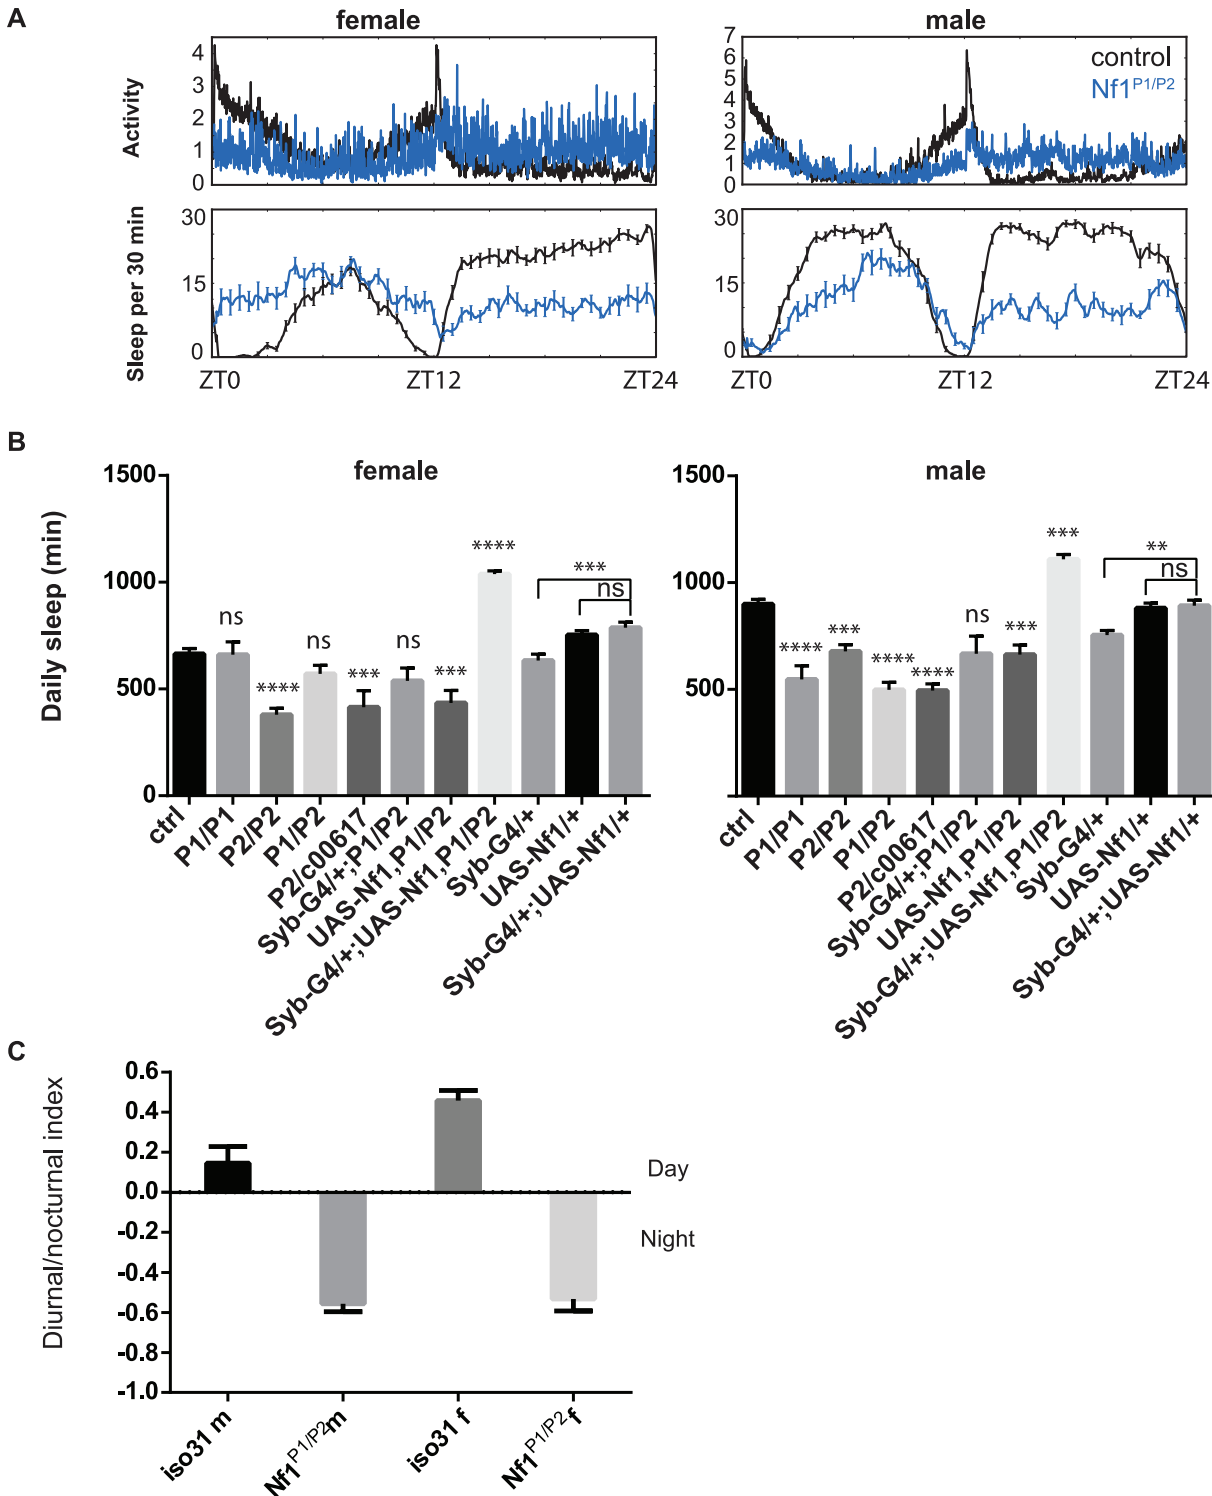 A
female
male
Activity
4
3
2
1
0
7
6
5
4
3
2
1
0
control
Nf1P1/P2
Sleep per 30 min
30
15
0
30
15
0
ZT0
ZT12
ZT24
ZT0
ZT12
ZT24
B
female
male
Daily sleep (min)
1500
1000
500
0
ns
****
ns
***
ns
***
****
***
ns
ctrl
P1/P1
P2/P2
P1/P2
P2/c00617
Syb-G4/+;P1/P2
UAS-Nf1,P1/P2
Syb-G4/+;UAS-Nf1,P1/P2
Syb-G4/+
UAS-Nf1/+
Syb-G4/+;UAS-Nf1/+
1500
1000
500
****
***
****
****
ns
***
***
**
ns
ctrl
P1/P1
P2/P2
P1/P2
P2/c00617
Syb-G4/+;P1/P2
UAS-Nf1,P1/P2
Syb-G4/+;UAS-Nf1,P1/P2
Syb-G4/+
UAS-Nf1/+
Syb-G4/+;UAS-Nf1/+
C
Diurnal/nocturnal index
0.6
0.4
0.2
0.0
-0.2
-0.4
-0.6
-0.8
-1.0
Day
Night
iso31 m
Nf1P1/P2m
iso31 f
Nf1P1/P2 f